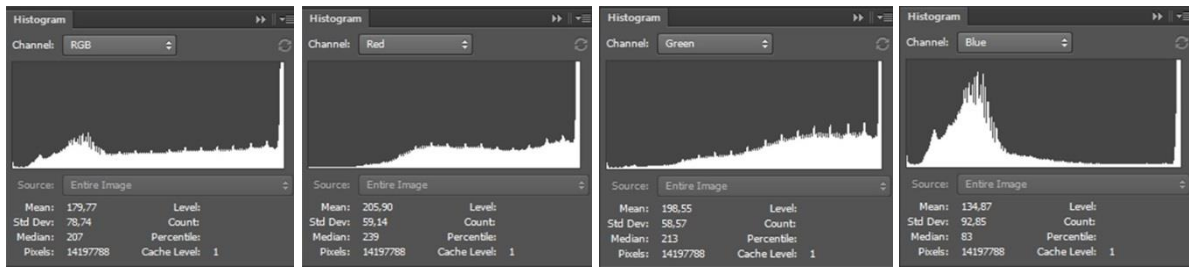 Histogram
Channel: RGB
Source: Entire Image
Mean: 179,77 Level:
Std Dev: 78,74 Count:
Median: 207 Percentile:
Pixels: 14197788 Cache Level: 1
Histogram
Channel: Red
Source: Entire Image
Mean: 205,90 Level:
Std Dev: 59,14 Count:
Median: 239 Percentile:
Pixels: 14197788 Cache Level: 1
Histogram
Channel: Green
Source: Entire Image
Mean: 198,55 Level:
Std Dev: 58,57 Count:
Median: 213 Percentile:
Pixels: 14197788 Cache Level: 1
Histogram
Channel: Blue
Source: Entire Image
Mean: 134,87 Level:
Std Dev: 92,85 Count:
Median: 83 Percentile:
Pixels: 14197788 Cache Level: 1